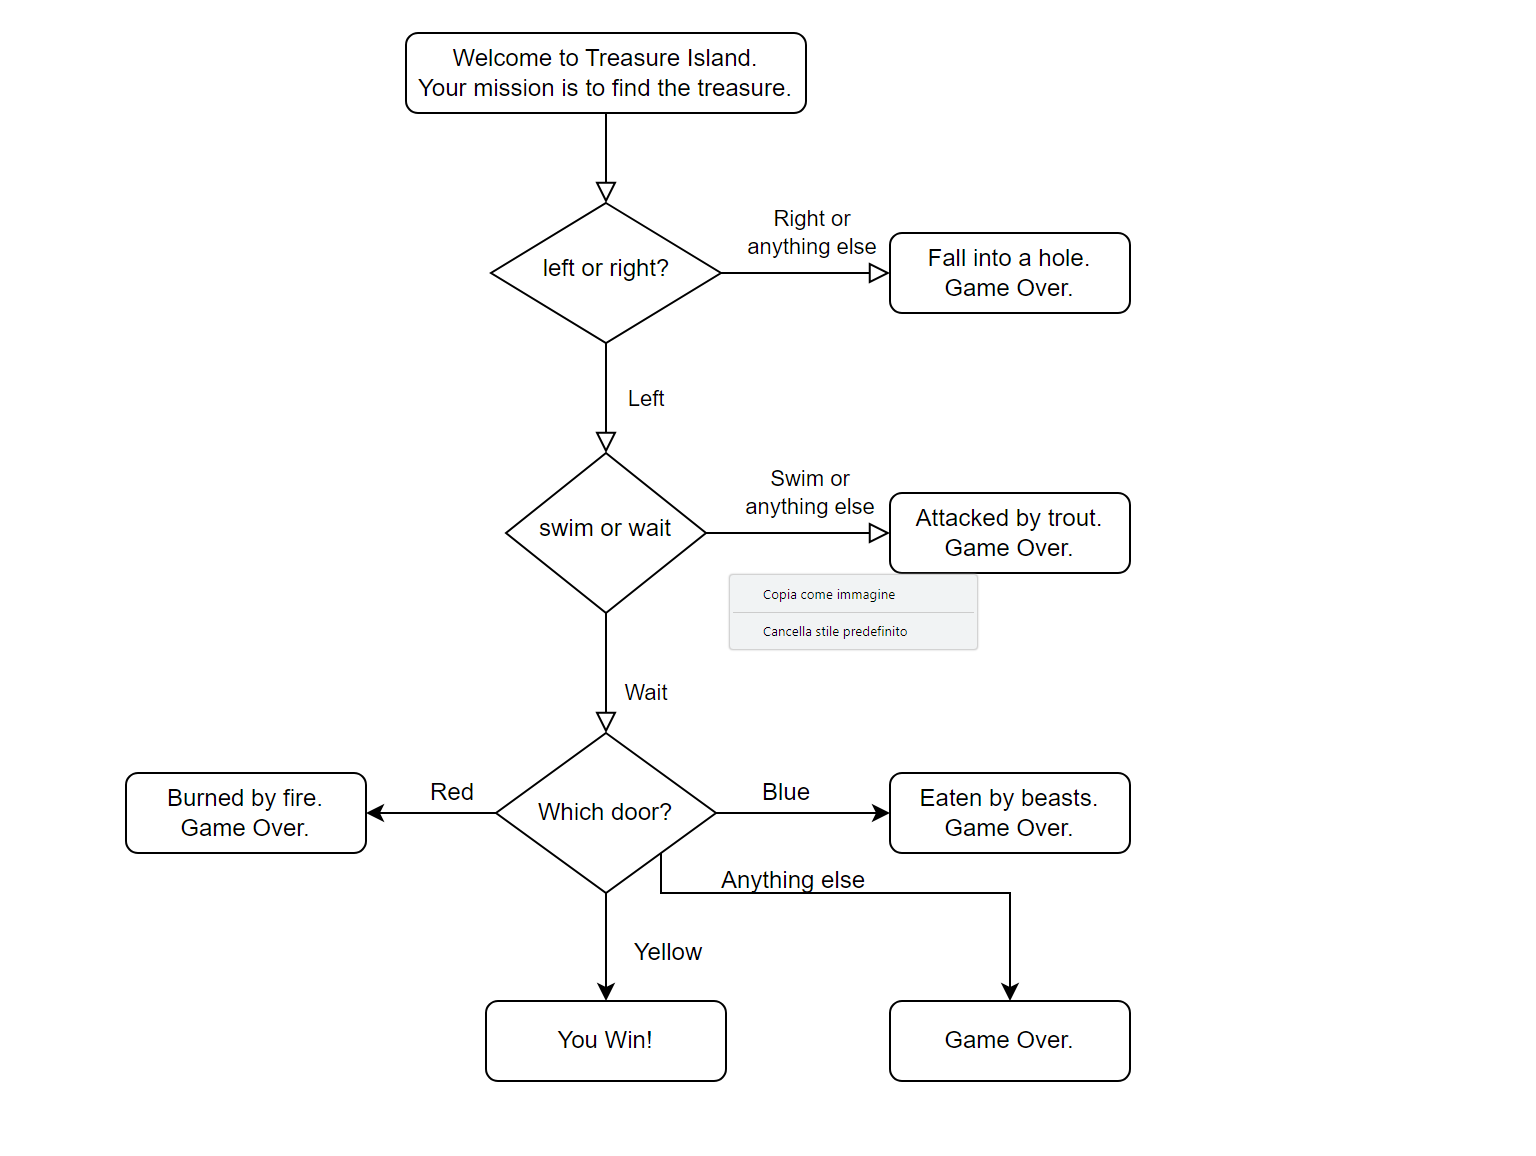 Welcome to Treasure Island.
Your mission is to find the treasure.
left or right?
Right or
anything else
Fall into a hole.
Game Over.
Left
swim or wait
Swim or
anything else
Attacked by trout.
Game Over.
Copia come immagine
Cancella stile predefinito
Wait
Burned by fire.
Game Over.
Red
Which door?
Blue
Eaten by beasts.
Game Over.
Anything else
Yellow
You Win!
Game Over.